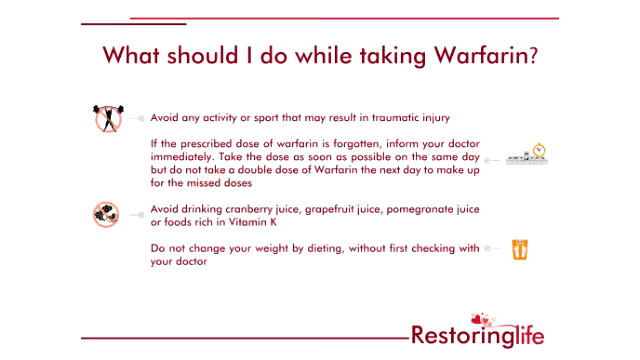 What should I do while taking Warfarin?
Avoid any activity or sport that may result in traumatic injury
If the prescribed dose of warfarin is forgotten, inform your doctor
immediately. Take the dose as soon as possible on the same day
but do not take a double dose of Warfarin the next day to make up
for the missed doses
Avoid drinking cranberry juice, grapefruit juice, pomegranate juice
or foods rich in Vitamin K
Do not change your weight by dieting, without first checking with
your doctor
Restoringlife